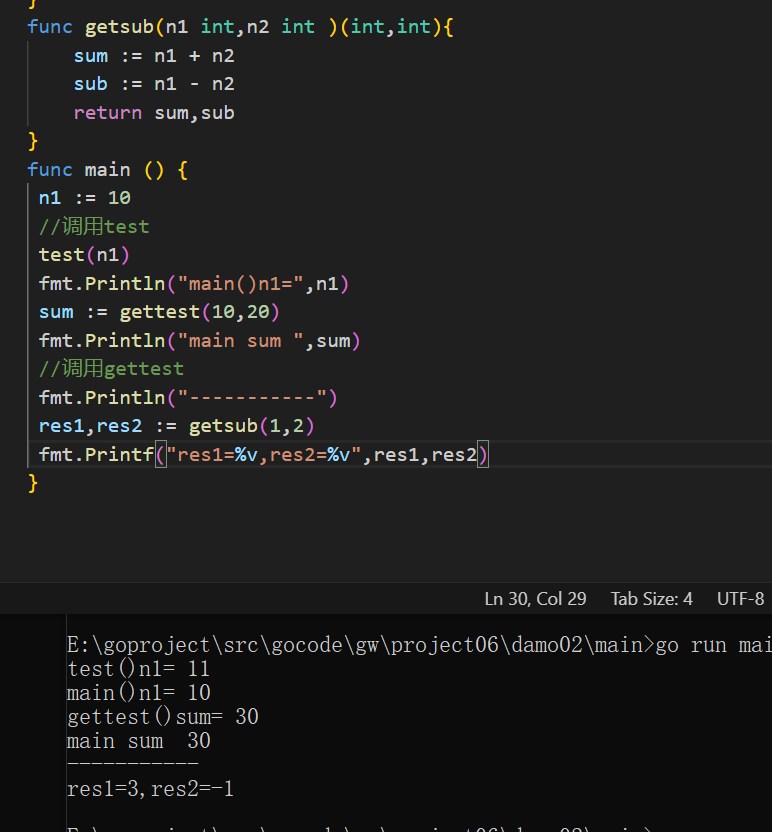 }
func getsub(n1 int,n2 int )(int,int){
sum := n1 + n2
sub := n1 - n2
return sum,sub
}
func main () {
n1 := 10
//调用test
test(n1)
fmt.Println("main()n1=",n1)
sum := gettest(10,20)
fmt.Println("main sum ",sum)
//调用gettest
fmt.Println("-----------")
res1,res2 := getsub(1,2)
fmt.Printf("res1=%v,res2=%v",res1,res2)
}
Ln 30, Col 29 Tab Size: 4 UTF-8
E:\goproject\src\gocode\gw\project06\damo02\main>go run mai
test()n1= 11
main()n1= 10
gettest()sum= 30
main sum  30
-----------
res1=3,res2=-1